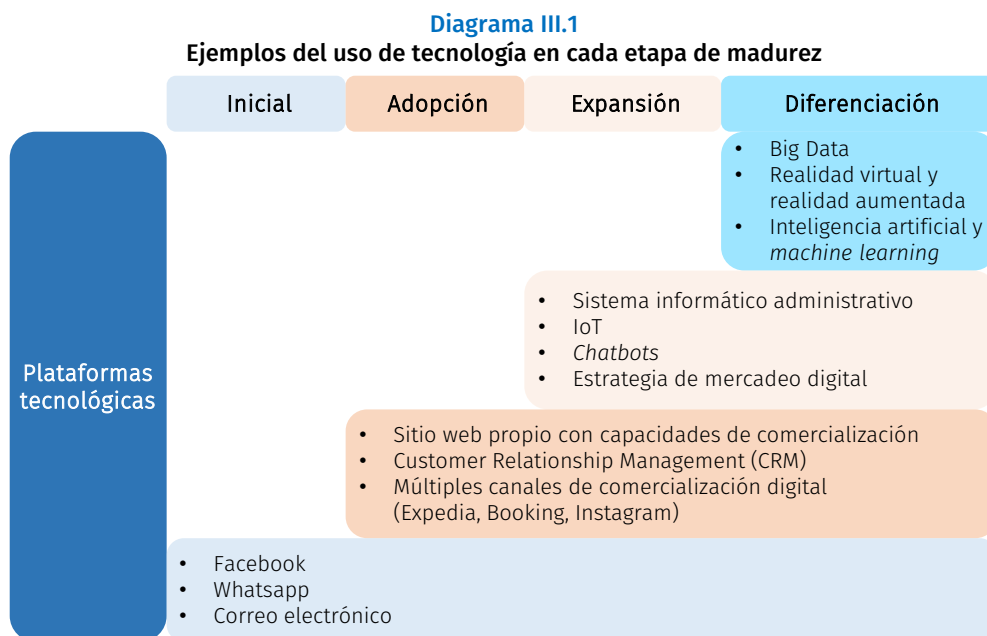 Diagrama III.1
Ejemplos del uso de tecnología en cada etapa de madurez
Inicial
Adopción
Expansión
Diferenciación
Plataformas
tecnológicas
• Big Data
• Realidad virtual y
realidad aumentada
• Inteligencia artificial y
machine learning
• Sistema informático administrativo
• IoT
• Chatbots
• Estrategia de mercadeo digital
• Sitio web propio con capacidades de comercialización
• Customer Relationship Management (CRM)
• Múltiples canales de comercialización digital
(Expedia, Booking, Instagram)
• Facebook
• Whatsapp
• Correo electrónico